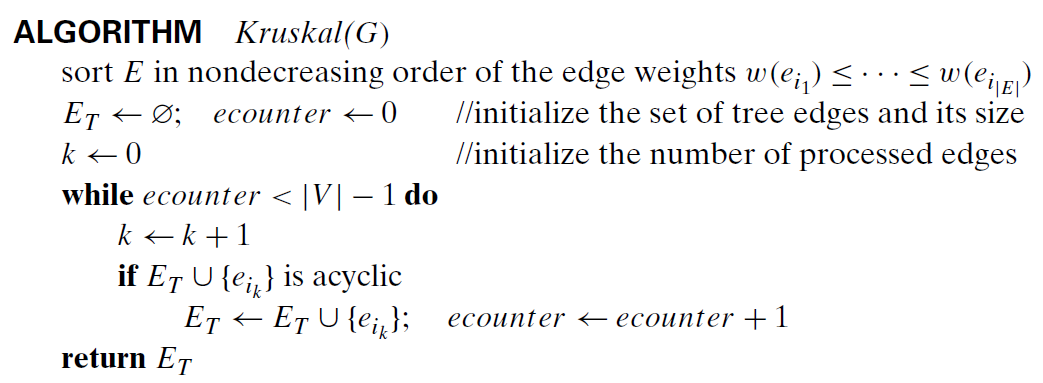 ALGORITHM Kruskal(G)
sort E in nondecreasing order of the edge weights w(e_{i_1}) ≤ · · · ≤ w(e_{i_{|E|}})
E_T ← ∅; ecounter ← 0 //initialize the set of tree edges and its size
k ← 0 //initialize the number of processed edges
while ecounter < |V| − 1 do
k ← k + 1
if E_T ∪ {e_{i_k}} is acyclic
E_T ← E_T ∪ {e_{i_k}}; ecounter ← ecounter + 1
return E_T